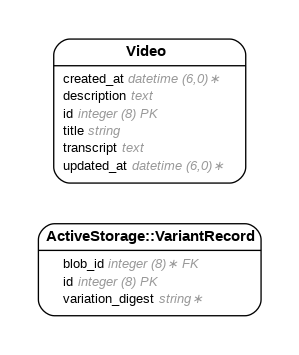 Video
created_at datetime (6,0)∗
description text
id integer (8) PK
title string
transcript text
updated_at datetime (6,0)∗
ActiveStorage::VariantRecord
blob_id integer (8)∗ FK
id integer (8) PK
variation_digest string∗